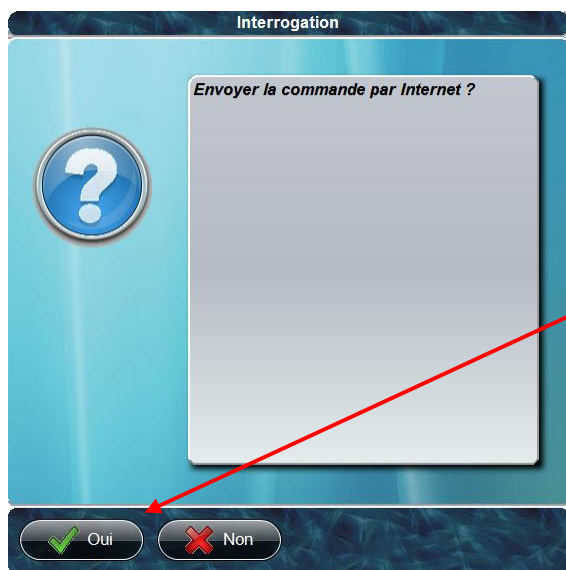 Interrogation
Envoyer la commande par Internet ?
Oui
Non